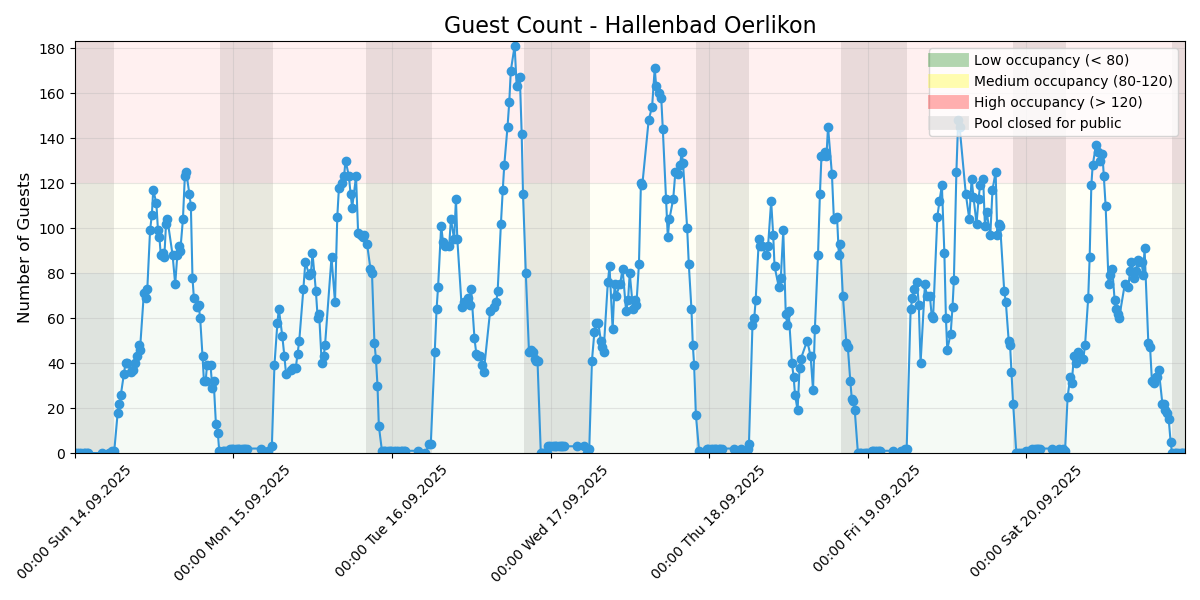 Guest Count - Hallenbad Oerlikon
Number of Guests
180
160
140
120
100
80
60
40
20
0
Low occupancy (< 80)
Medium occupancy (80-120)
High occupancy (> 120)
Pool closed for public
00:00 Sun 14.09.2025
00:00 Mon 15.09.2025
00:00 Tue 16.09.2025
00:00 Wed 17.09.2025
00:00 Thu 18.09.2025
00:00 Fri 19.09.2025
00:00 Sat 20.09.2025